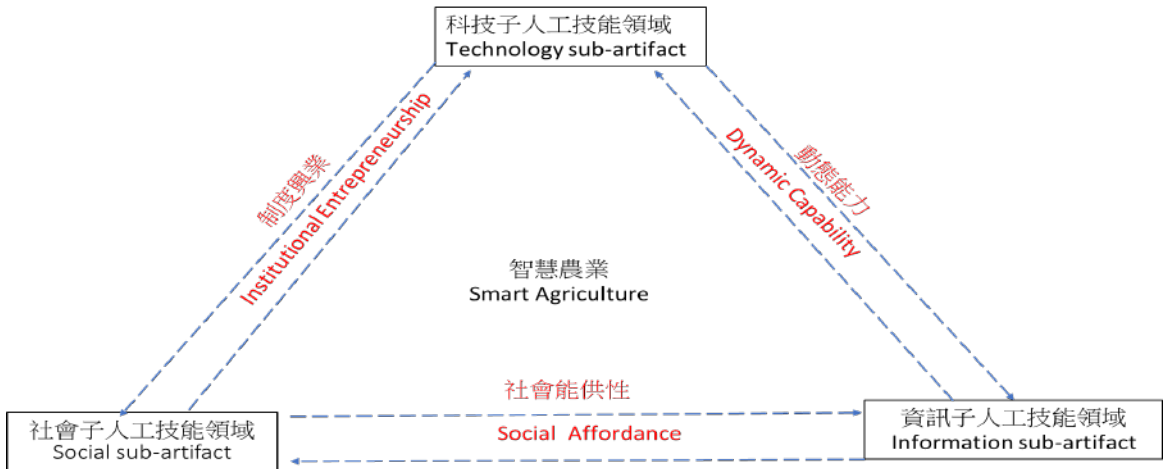 科技子人工技能領域
Technology sub-artifact
制度興業
Institutional Entrepreneurship
動態能力
Dynamic Capability
智慧農業
Smart Agriculture
社會能供性
Social Affordance
社會子人工技能領域
Social sub-artifact
資訊子人工技能領域
Information sub-artifact